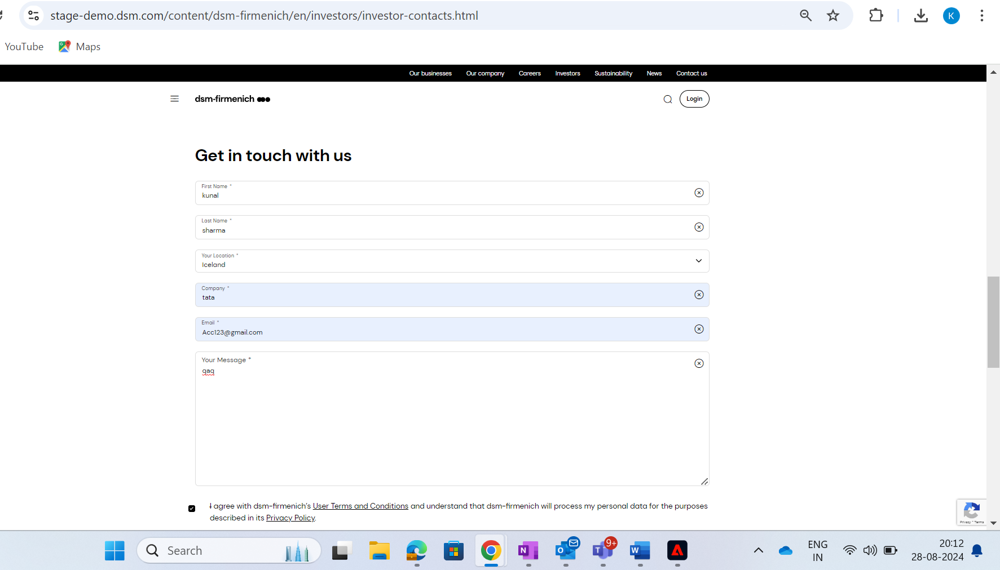 stage-demo.dsm.com/content/dsm-firmenich/en/investors/investor-contacts.html
K
YouTube
Maps
Our businesses
Our company
Careers
Investors
Sustainability
News
Contact us
dsm-firmenich
Login
Get in touch with us
First Name *
kunal
Last Name *
sharma
Your Location *
Iceland
Company *
tata
Email *
Acc123@gmail.com
Your Message *
qaq
I agree with dsm-firmenich's User Terms and Conditions and understand that dsm-firmenich will process my personal data for the purposes
described in its Privacy Policy.
Privacy - Terms
Search
9+
ENG
IN
20:12
28-08-2024